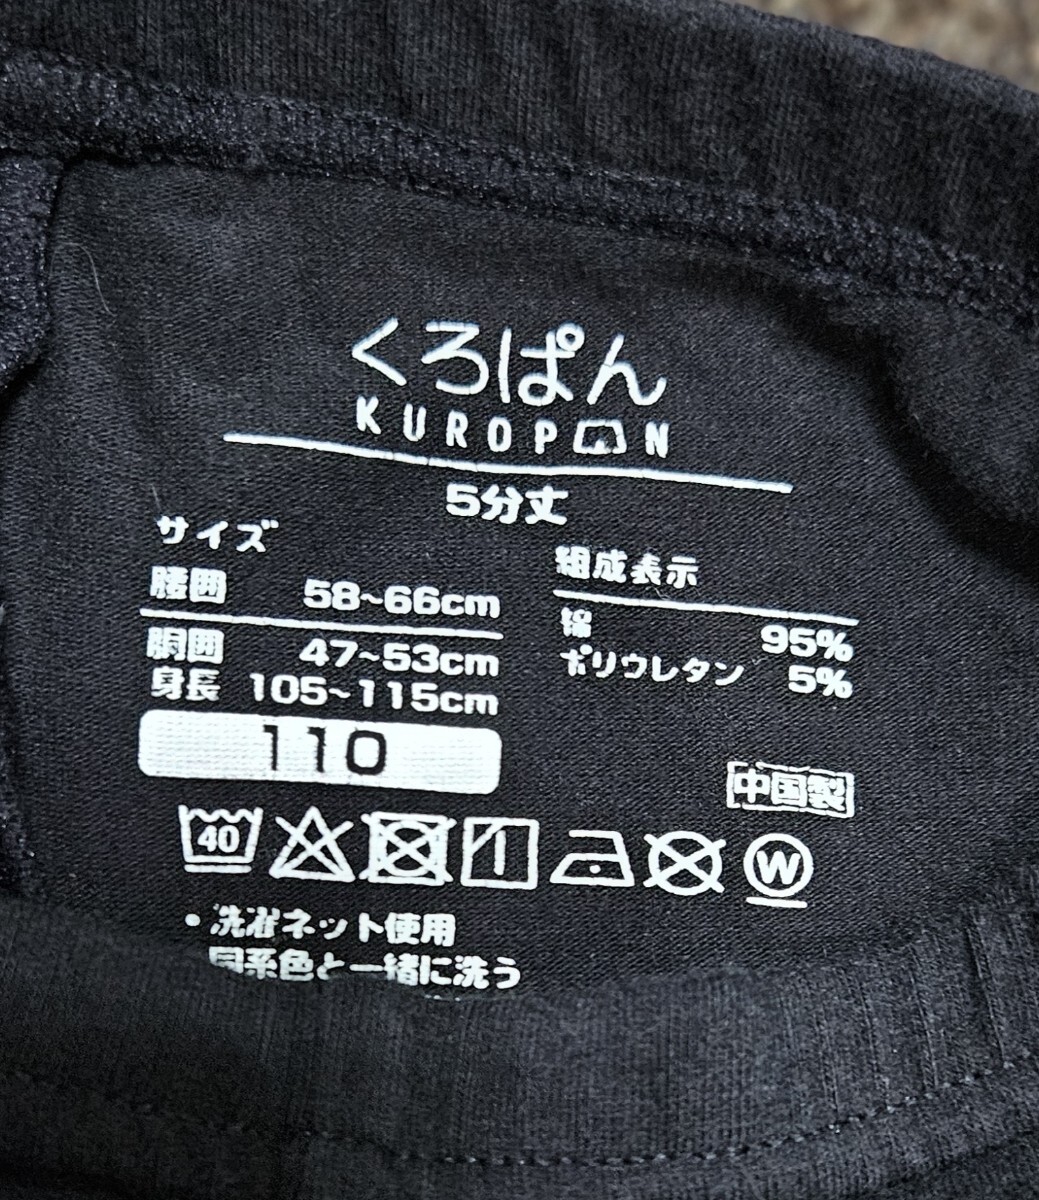 くろぱん
KUROPAN
5分丈
サイズ
腰囲 58~66cm
胴囲 47~53cm
身長 105~115cm
110
組成表示
綿 95%
ポリウレタン 5%
中国製
40
W
・洗濯ネット使用
同系色と一緒に洗う